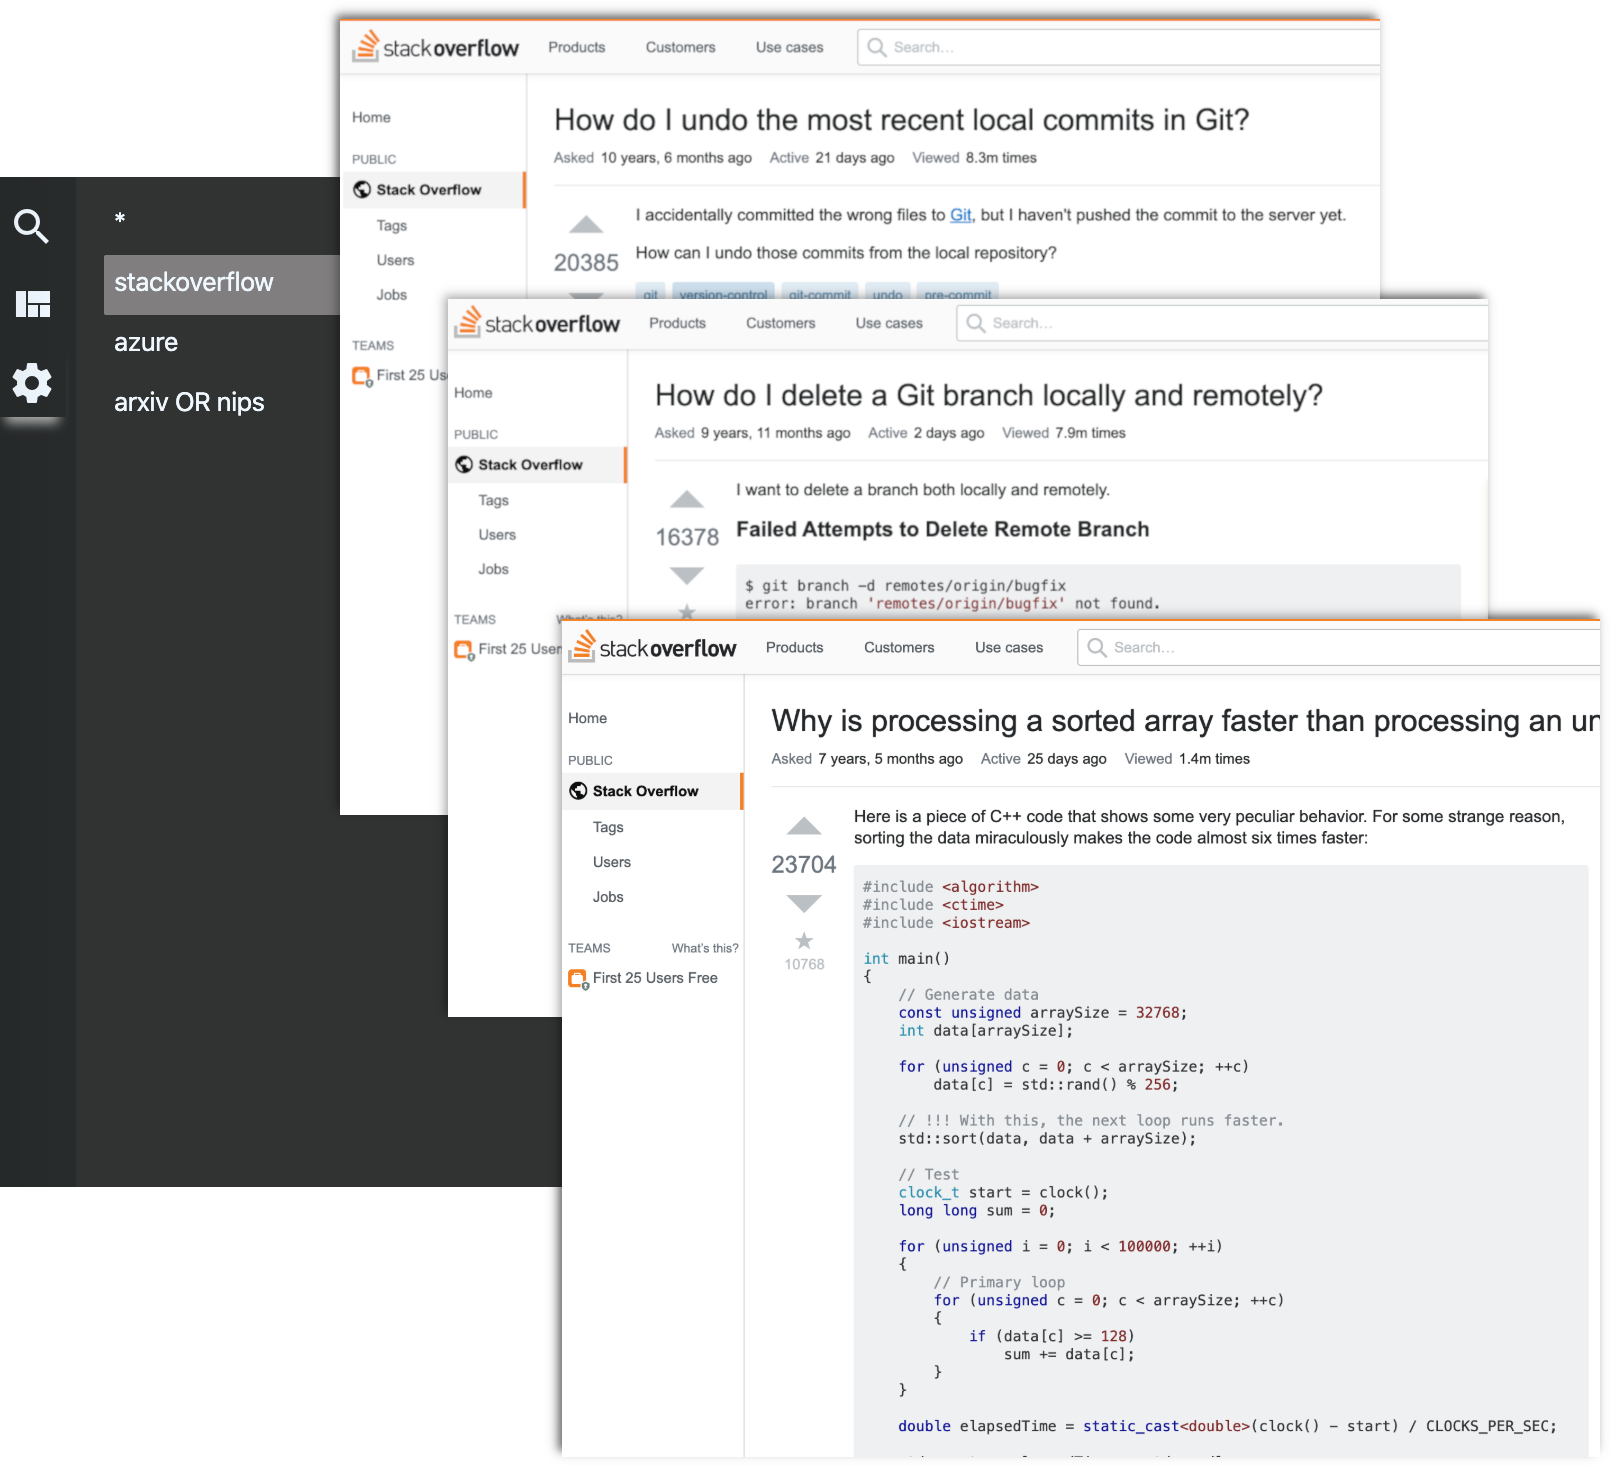 *
stackoverflow
azure
arxiv OR nips
stackoverflow Products Customers Use cases Search...
Home
PUBLIC
Stack Overflow
Tags
Users
Jobs
TEAMS
First 25 Us
How do I undo the most recent local commits in Git?
Asked 10 years, 6 months ago Active 21 days ago Viewed 8.3m times
20385
I accidentally committed the wrong files to Git, but I haven't pushed the commit to the server yet.
How can I undo those commits from the local repository?
git version-control git-commit undo pre-commit
stackoverflow Products Customers Use cases Search...
Home
PUBLIC
Stack Overflow
Tags
Users
Jobs
TEAMS What's this?
First 25 User
How do I delete a Git branch locally and remotely?
Asked 9 years, 11 months ago Active 2 days ago Viewed 7.9m times
16378
I want to delete a branch both locally and remotely.
Failed Attempts to Delete Remote Branch
$ git branch -d remotes/origin/bugfix
error: branch 'remotes/origin/bugfix' not found.
stackoverflow Products Customers Use cases Search...
Home
PUBLIC
Stack Overflow
Tags
Users
Jobs
TEAMS What's this?
First 25 Users Free
Why is processing a sorted array faster than processing an un
Asked 7 years, 5 months ago Active 25 days ago Viewed 1.4m times
23704
10768
Here is a piece of C++ code that shows some very peculiar behavior. For some strange reason,
sorting the data miraculously makes the code almost six times faster:
#include <algorithm>
#include <ctime>
#include <iostream>
int main()
{
// Generate data
const unsigned arraySize = 32768;
int data[arraySize];
for (unsigned c = 0; c < arraySize; ++c)
data[c] = std::rand() % 256;
// !!! With this, the next loop runs faster.
std::sort(data, data + arraySize);
// Test
clock_t start = clock();
long long sum = 0;
for (unsigned i = 0; i < 100000; ++i)
{
// Primary loop
for (unsigned c = 0; c < arraySize; ++c)
{
if (data[c] >= 128)
sum += data[c];
}
}
double elapsedTime = static_cast<double>(clock() - start) / CLOCKS_PER_SEC;